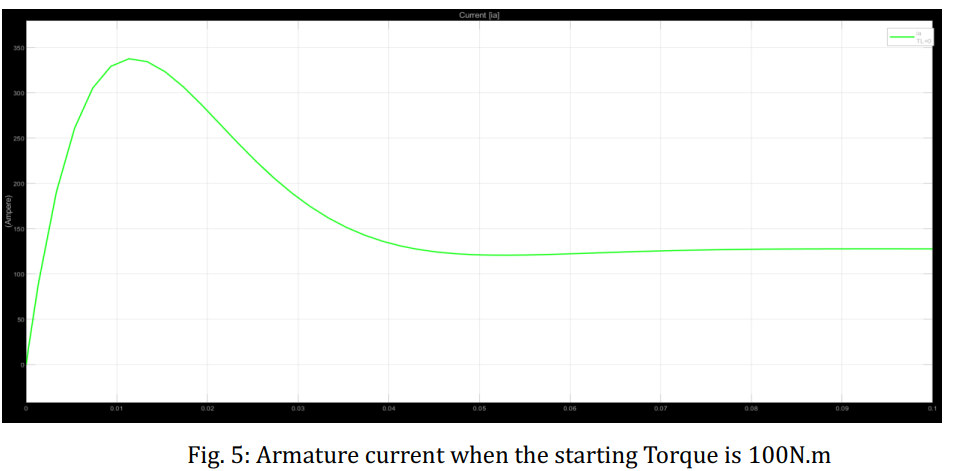 Current [ia]
ia
350
300
250
200
150
100
50
0
(Ampere)
0 0.01 0.02 0.03 0.04 0.05 0.06 0.07 0.08 0.09 0.1
Fig. 5: Armature current when the starting Torque is 100N.m